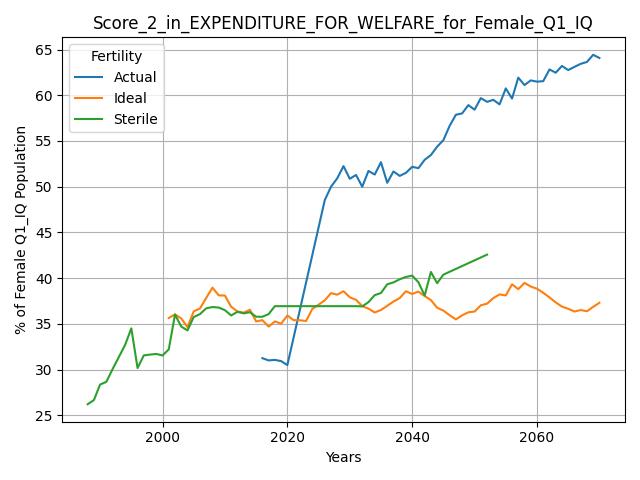 Score_2_in_EXPENDITURE_FOR_WELFARE_for_Female_Q1_IQ
Fertility
Actual
Ideal
Sterile
% of Female Q1_IQ Population
65
60
55
50
45
40
35
30
25
2000 2020 2040 2060
Years